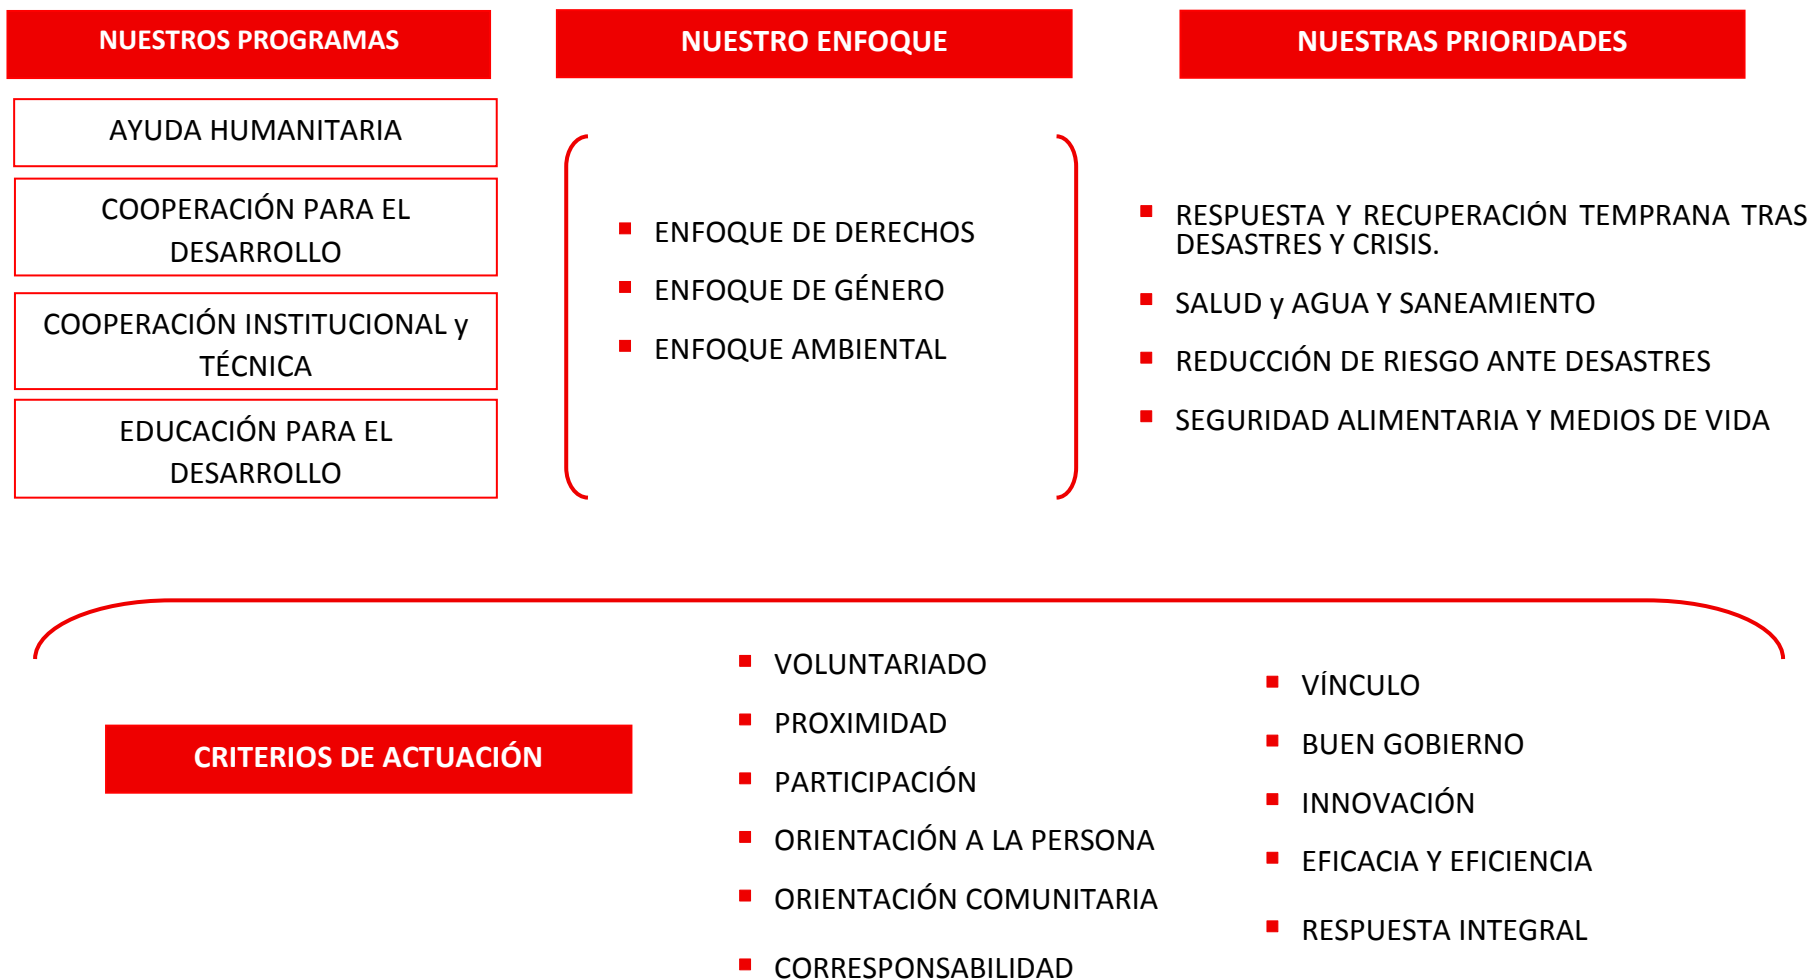 NUESTROS PROGRAMAS
AYUDA HUMANITARIA
COOPERACIÓN PARA EL
DESARROLLO
COOPERACIÓN INSTITUCIONAL y
TÉCNICA
EDUCACIÓN PARA EL
DESARROLLO
NUESTRO ENFOQUE
ENFOQUE DE DERECHOS
ENFOQUE DE GÉNERO
ENFOQUE AMBIENTAL
NUESTRAS PRIORIDADES
RESPUESTA Y RECUPERACIÓN TEMPRANA TRAS
DESASTRES Y CRISIS.
SALUD y AGUA Y SANEAMIENTO
REDUCCIÓN DE RIESGO ANTE DESASTRES
SEGURIDAD ALIMENTARIA Y MEDIOS DE VIDA
CRITERIOS DE ACTUACIÓN
VOLUNTARIADO
PROXIMIDAD
PARTICIPACIÓN
ORIENTACIÓN A LA PERSONA
ORIENTACIÓN COMUNITARIA
CORRESPONSABILIDAD
VÍNCULO
BUEN GOBIERNO
INNOVACIÓN
EFICACIA Y EFICIENCIA
RESPUESTA INTEGRAL